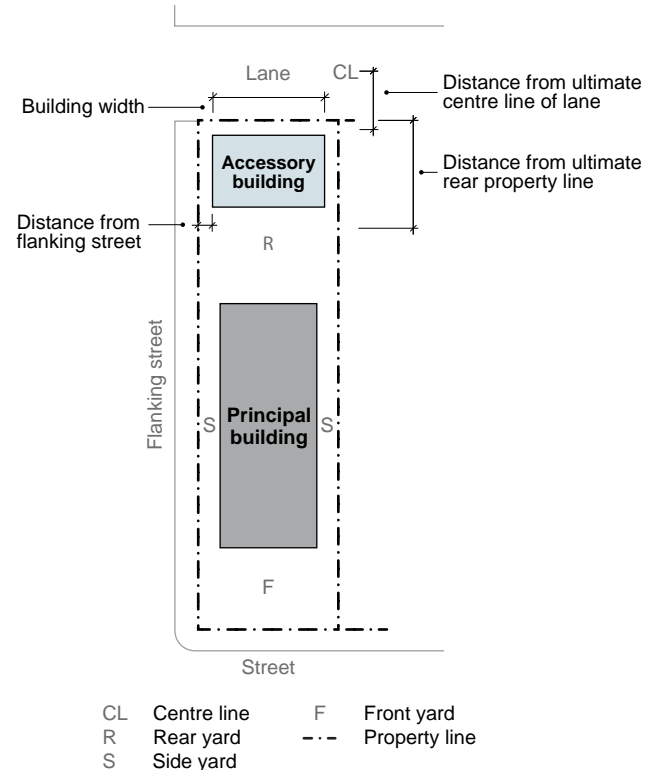 Lane
CL
Distance from ultimate
centre line of lane
Building width
Accessory
building
Distance from ultimate
rear property line
Distance from
flanking street
R
Flanking street
S
Principal
building
S
F
Street
CL Centre line
F Front yard
R Rear yard
Property line
S Side yard